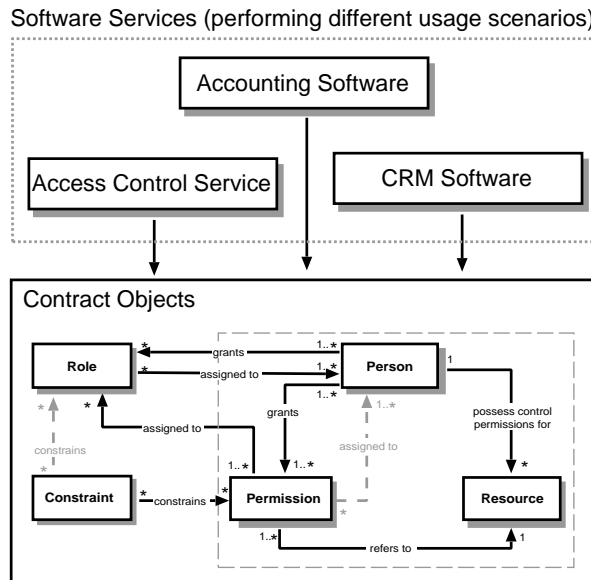 Software Services (performing different usage scenarios)
Accounting Software
Access Control Service
CRM Software
Contract Objects
* grants 1..*
Role
Person
1
* assigned to 1..*
* * 1..* 1..*
grants
possess control
permissions for
assigned to
assigned to
constrains
* 1..* 1..* *
Constraint
* constrains *
Permission
*
Resource
1..* refers to 1